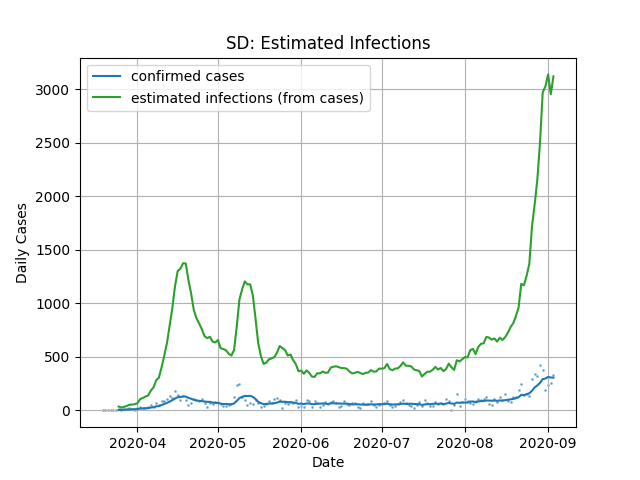 SD: Estimated Infections
confirmed cases
estimated infections (from cases)
Daily Cases
3000
2500
2000
1500
1000
500
0
2020-04
2020-05
2020-06
2020-07
2020-08
2020-09
Date